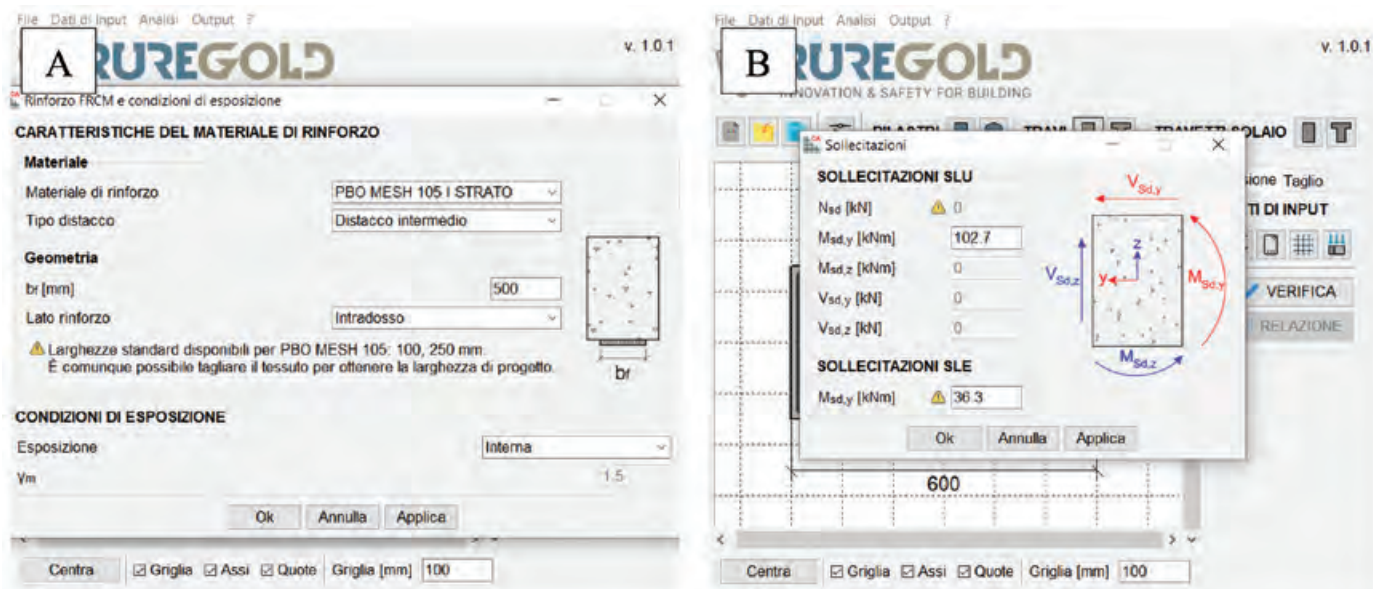 File Dati di Input Analisi Output ?
A
RUREGOLD
v. 1.0.1
Rinforzo FRCM e condizioni di esposizione
CARATTERISTICHE DEL MATERIALE DI RINFORZO
Materiale
Materiale di rinforzo PBO MESH 105 I STRATO
Tipo distacco Distacco intermedio
Geometria
br [mm] 500
Lato rinforzo Intradosso
Larghezze standard disponibili per PBO MESH 105: 100, 250 mm.
È comunque possibile tagliare il tessuto per ottenere la larghezza di progetto.
br
CONDIZIONI DI ESPOSIZIONE
Esposizione Interna
γm 1.5
Ok Annulla Applica
Centra Griglia Assi Quote Griglia [mm] 100
File Dati di Input Analisi Output ?
B
RUREGOLD
v. 1.0.1
INNOVATION & SAFETY FOR BUILDING
PILASTRI TRAVI TRAVETTI SOLAIO
Sollecitazioni
SOLLECITAZIONI SLU
Nsd [kN] 0
Msd,y [kNm] 102.7
Msd,z [kNm] 0
Vsd,y [kN] 0
Vsd,z [kN] 0
SOLLECITAZIONI SLE
Msd,y [kNm] 36.3
Ok Annulla Applica
VSd,y
VSd,z
z
y
MSd,y
MSd,z
sione Taglio
TI DI INPUT
VERIFICA
RELAZIONE
600
Centra Griglia Assi Quote Griglia [mm] 100